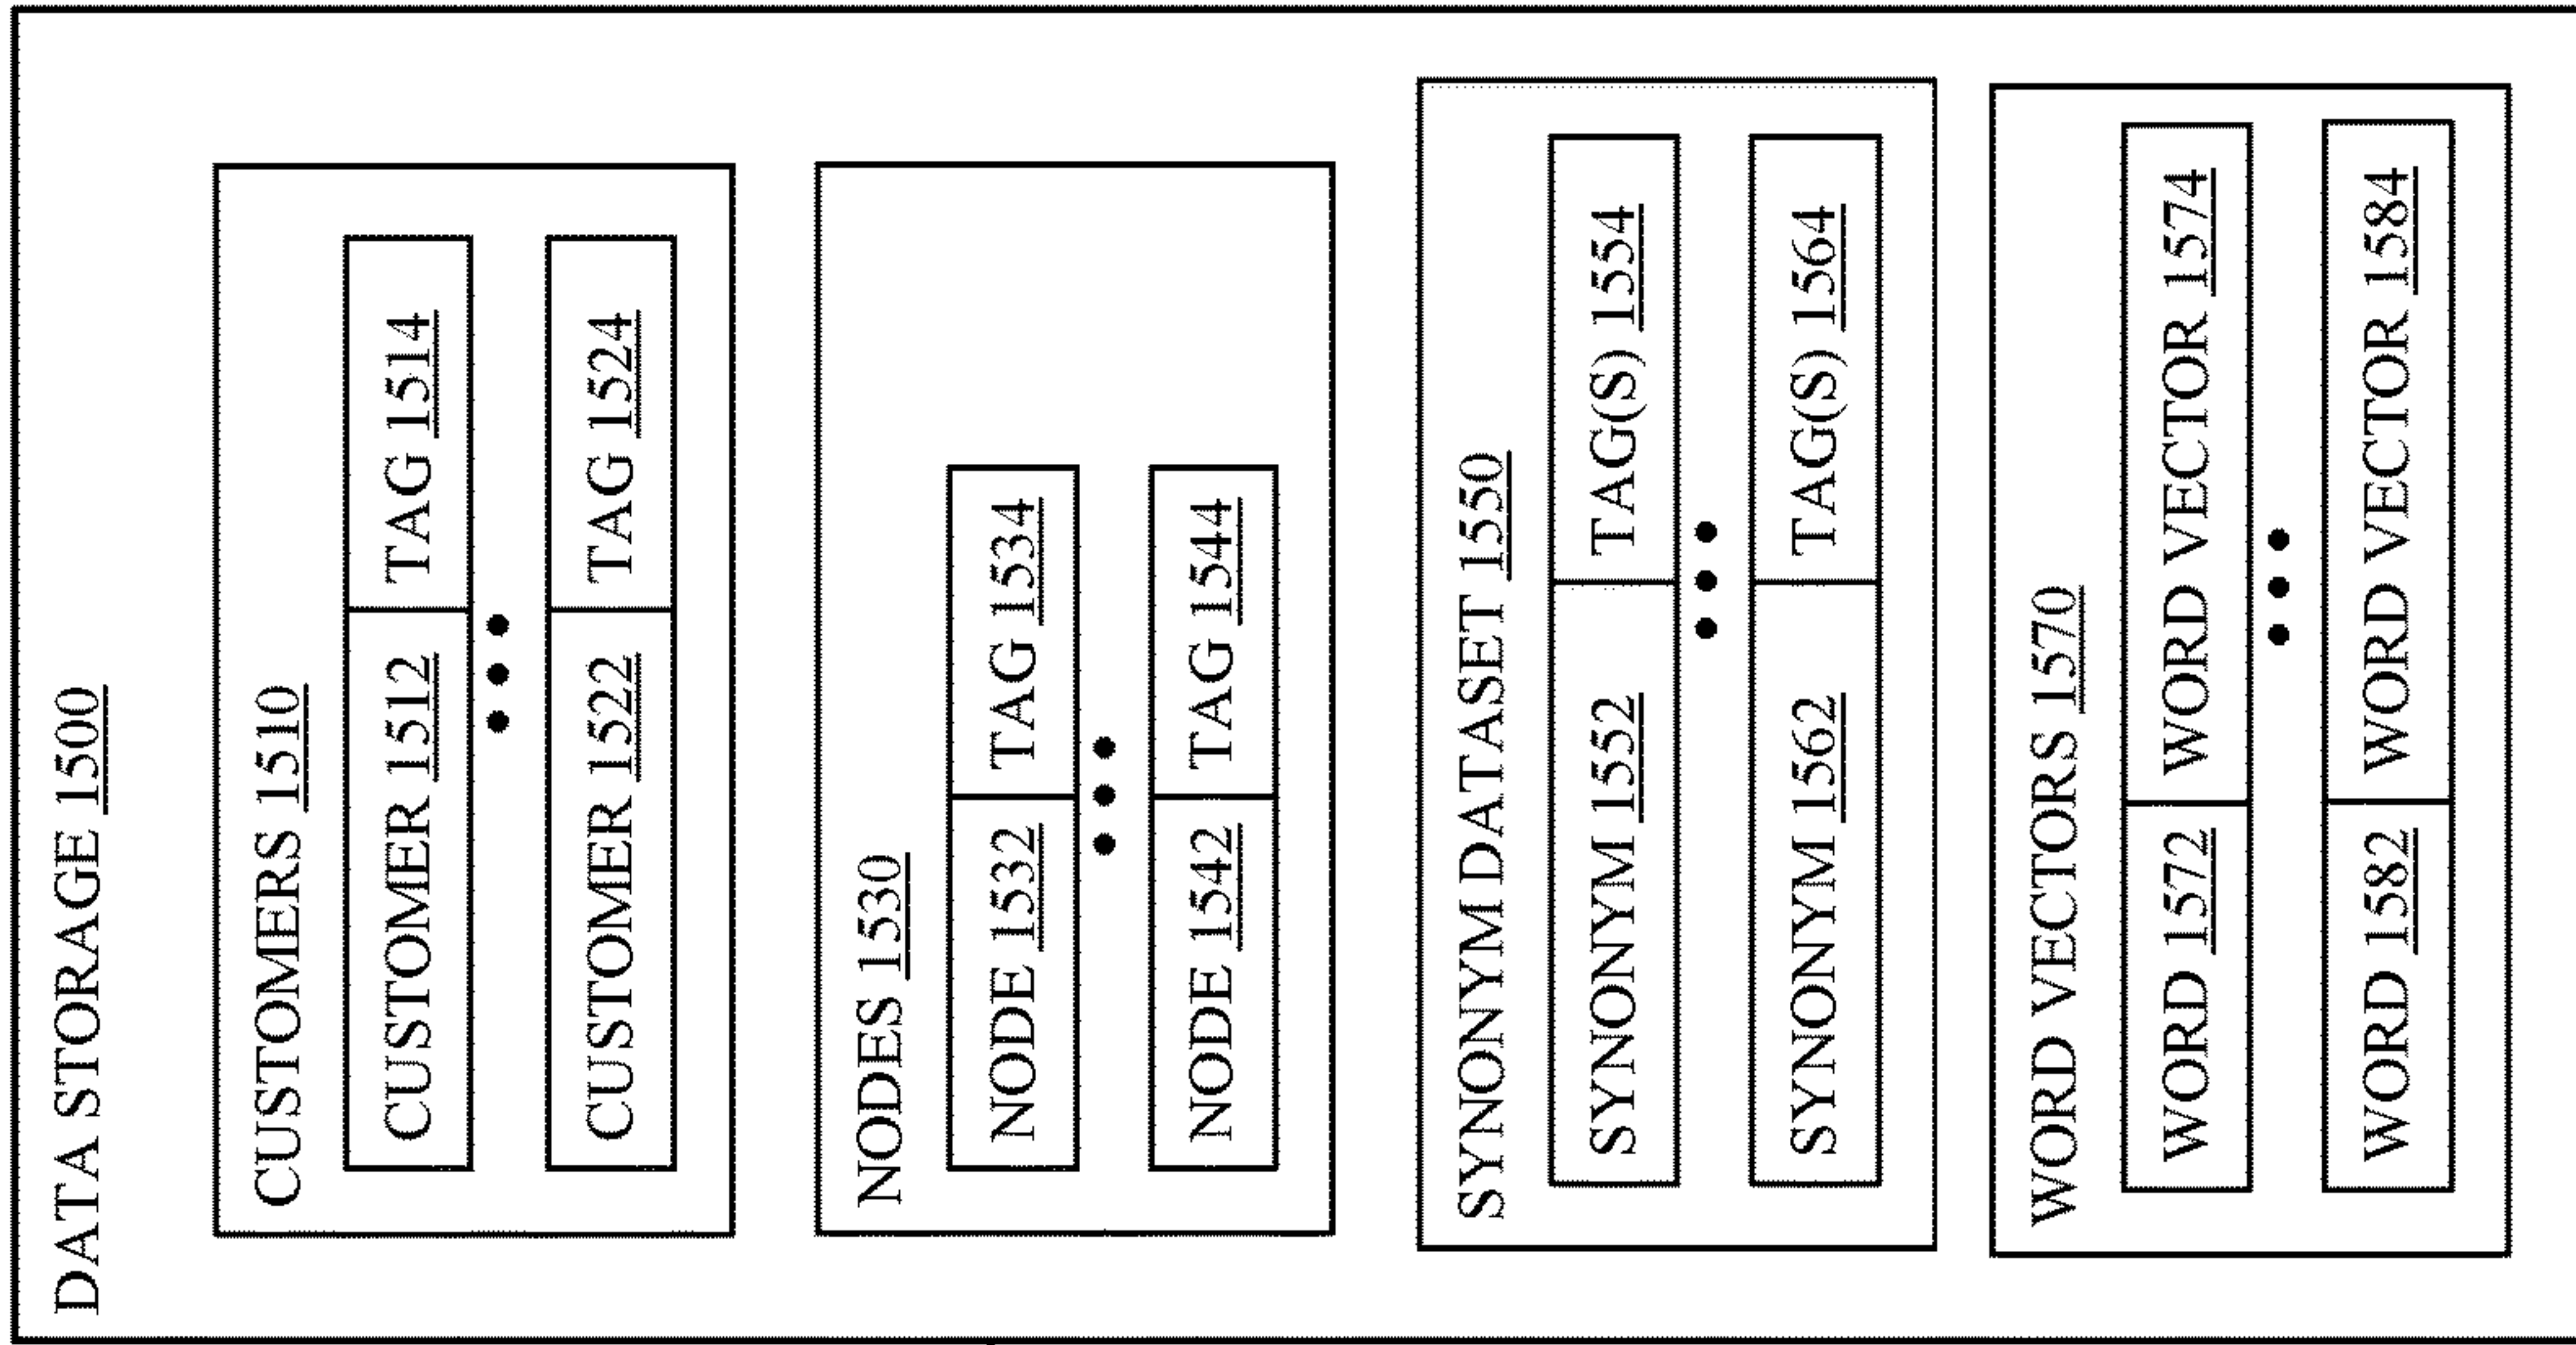 DATA STORAGE 1500
CUSTOMERS 1510
CUSTOMER 1512 TAG 1514
CUSTOMER 1522 TAG 1524
NODES 1530
NODE 1532 TAG 1534
NODE 1542 TAG 1544
SYNONYM DATASET 1550
SYNONYM 1552 TAG(S) 1554
SYNONYM 1562 TAG(S) 1564
WORD VECTORS 1570
WORD 1572 WORD VECTOR 1574
WORD 1582 WORD VECTOR 1584